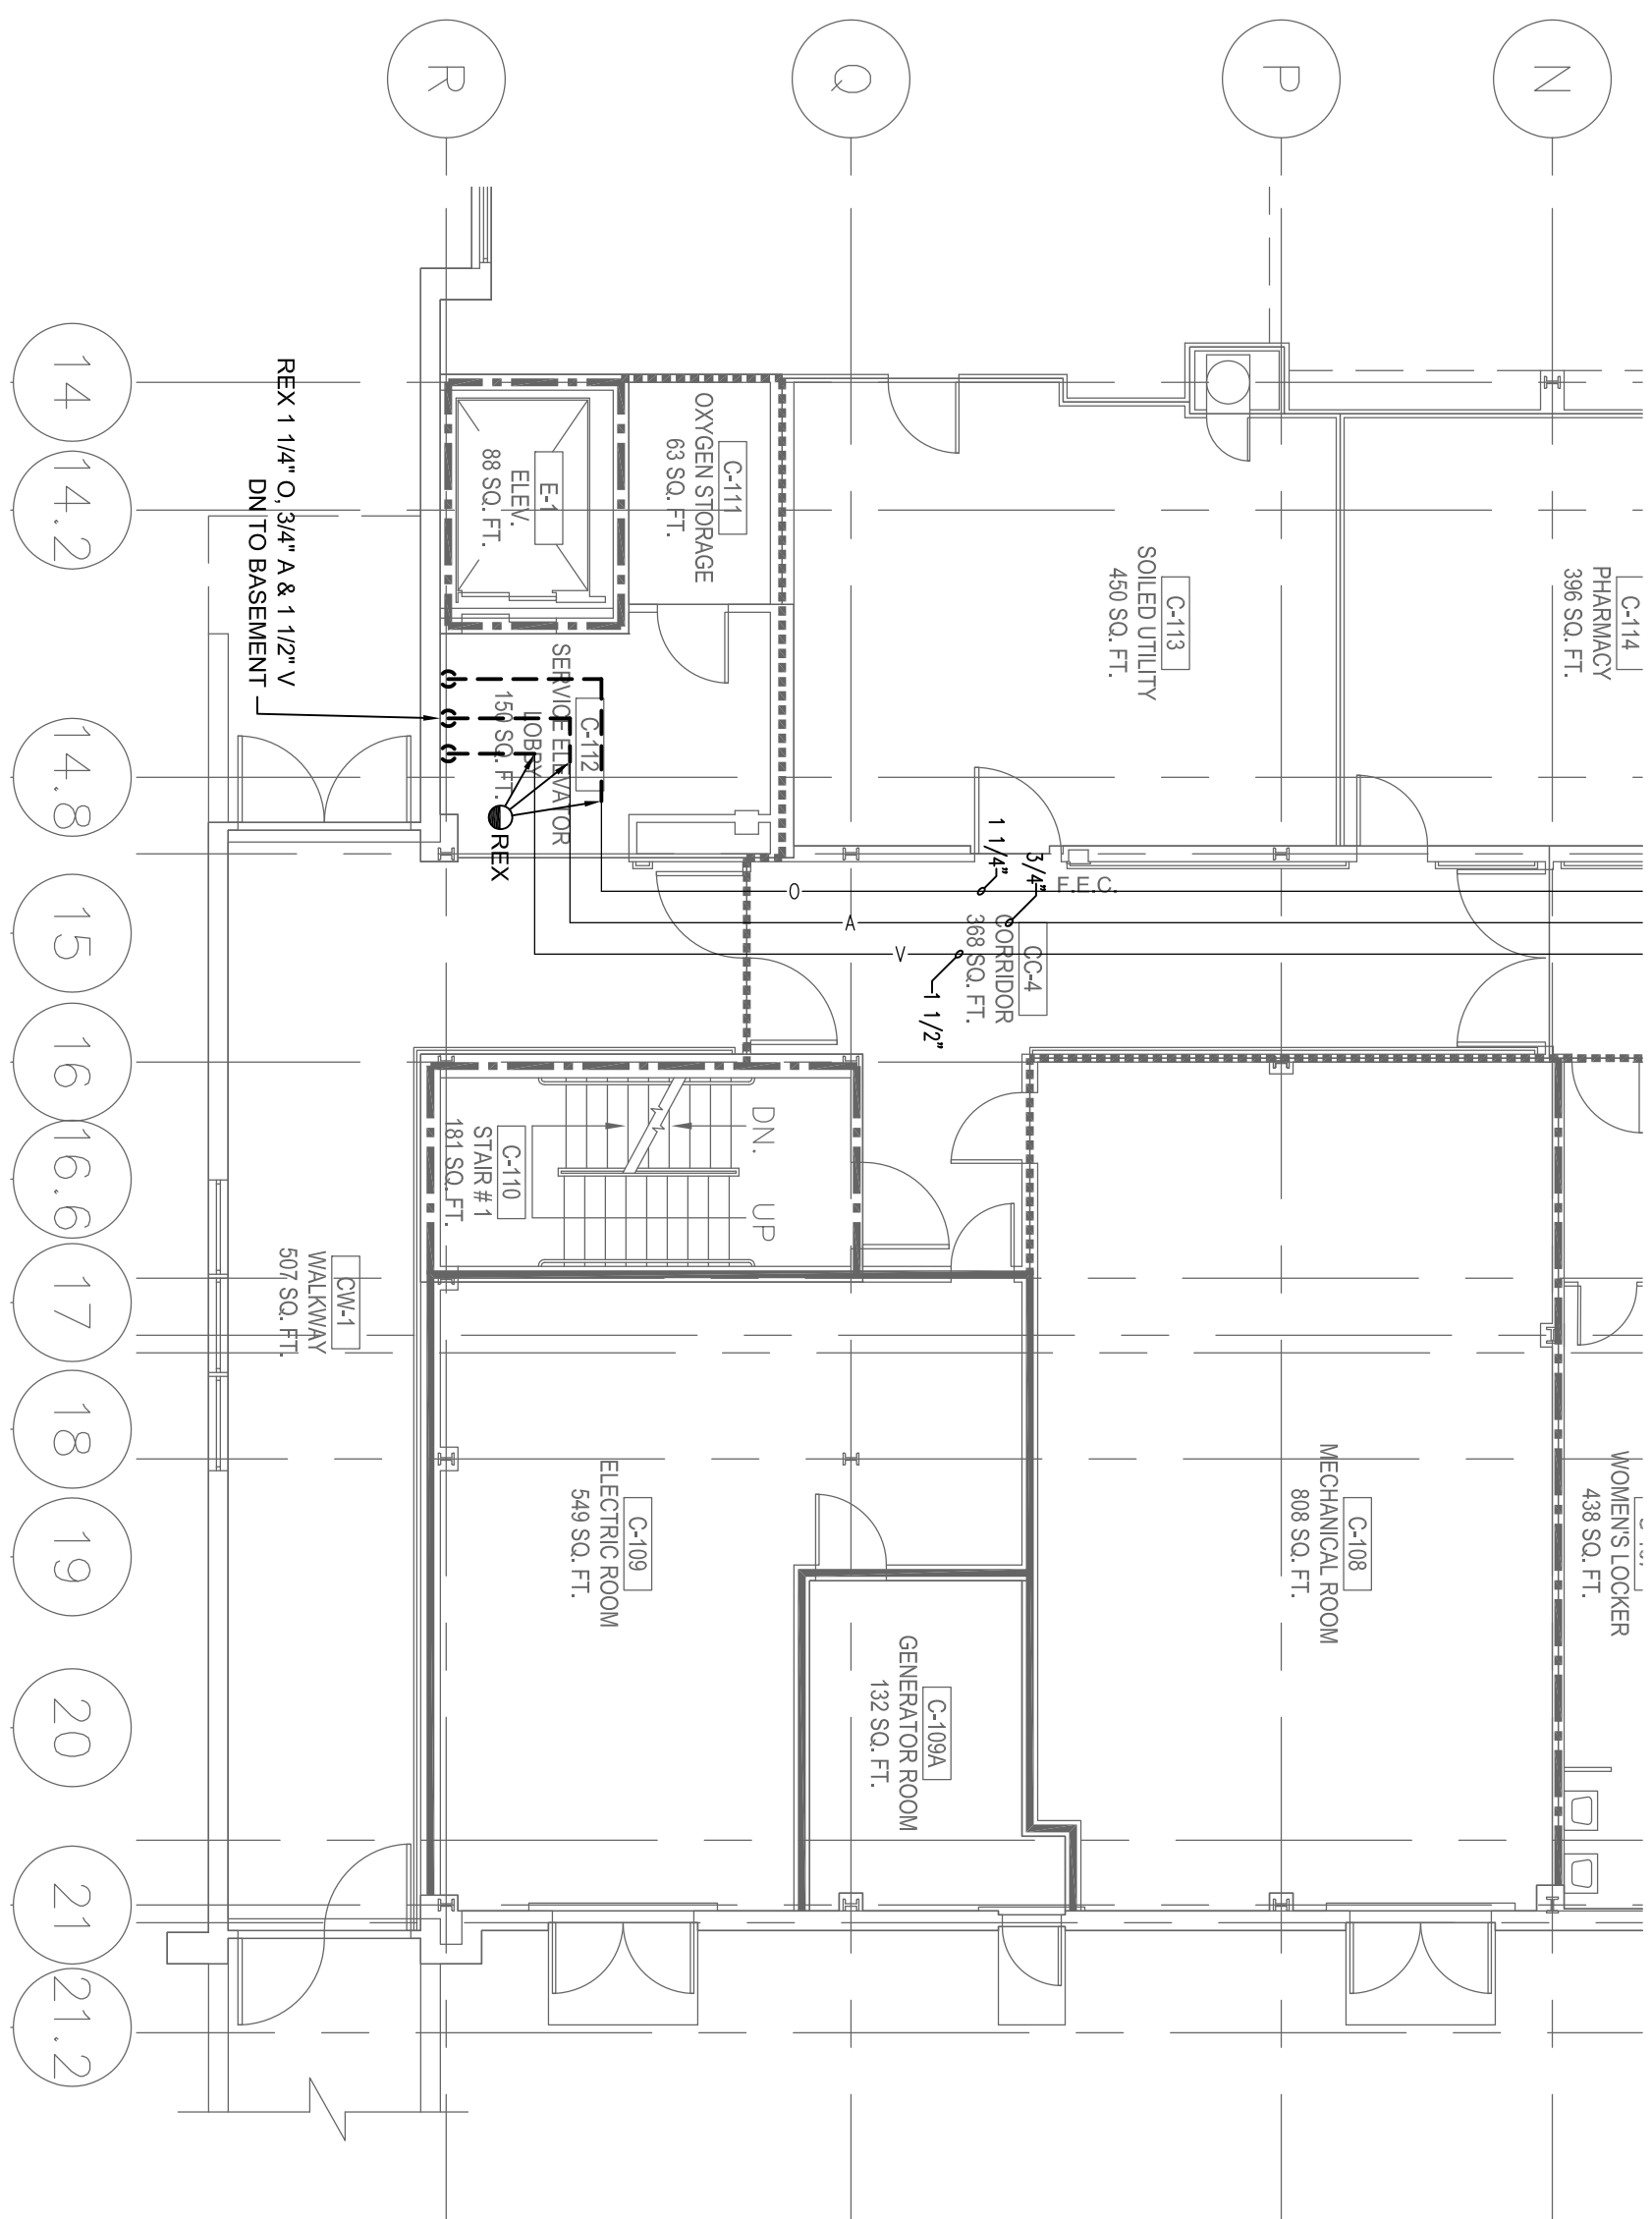 R
Q
P
N
14
14.2
14.8
15
16
16.6
17
18
19
20
21
21.2
REX 1 1/4" O, 3/4" A & 1 1/2" V
DN TO BASEMENT
E-1
ELEV.
88 SQ. FT.
C-111
OXYGEN STORAGE
63 SQ. FT.
C-112
SERVICE ELEVATOR
LOBBY
150 SQ. FT.
REX
C-113
SOILED UTILITY
450 SQ. FT.
C-114
PHARMACY
396 SQ. FT.
F.E.C.
1 1/4"
3/4"
1 1/2"
O
A
V
CC-4
CORRIDOR
368 SQ. FT.
DN.
UP
C-110
STAIR # 1
181 SQ. FT.
CW-1
WALKWAY
507 SQ. FT.
C-109
ELECTRIC ROOM
549 SQ. FT.
C-109A
GENERATOR ROOM
132 SQ. FT.
C-108
MECHANICAL ROOM
808 SQ. FT.
WOMEN'S LOCKER
438 SQ. FT.